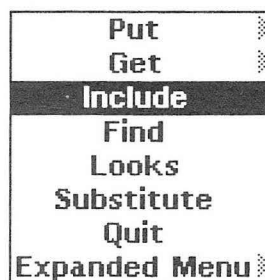 Put
Get
Include
Find
Looks
Substitute
Quit
Expanded Menu